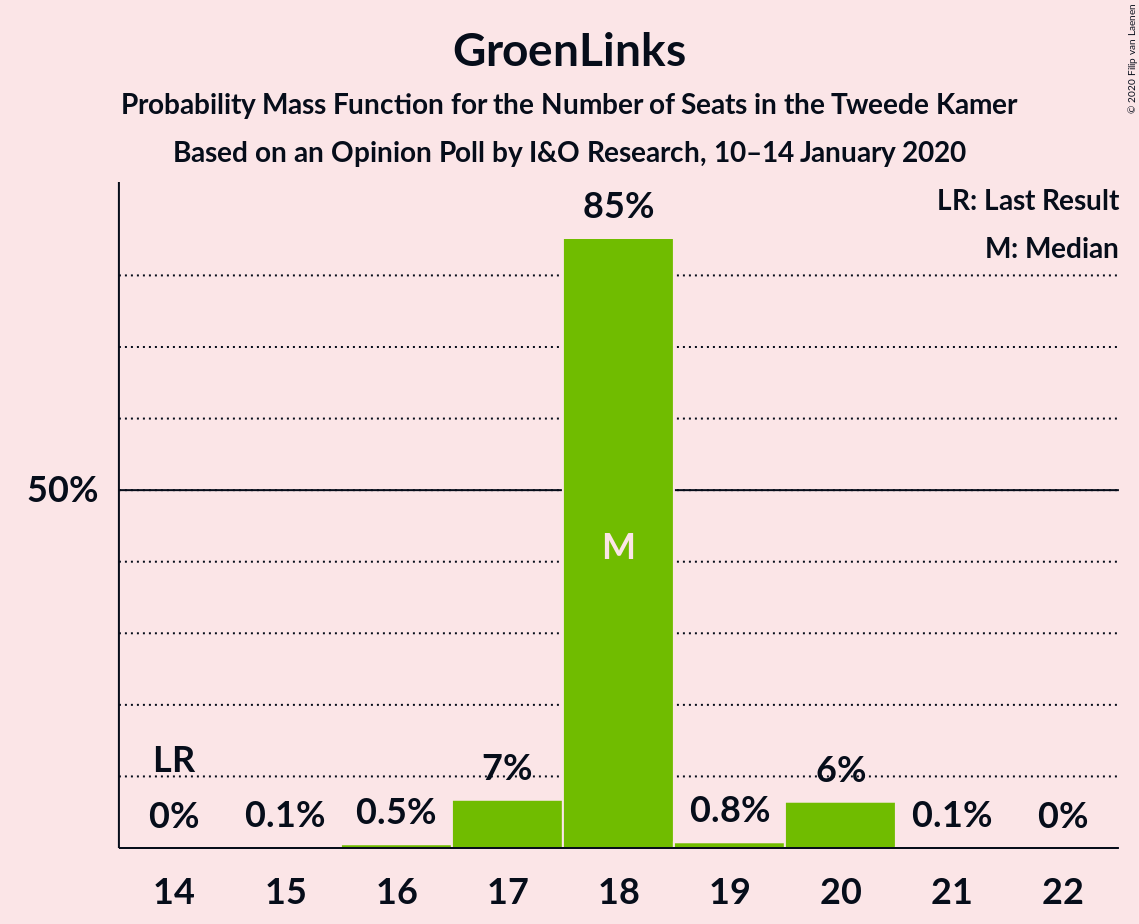 GroenLinks
Probability Mass Function for the Number of Seats in the Tweede Kamer
Based on an Opinion Poll by I&O Research, 10–14 January 2020
© 2020 Filip van Laenen
LR: Last Result
M: Median
85%
50%
M
LR
0%
0.1%
0.5%
7%
0.8%
6%
0.1%
0%
14 15 16 17 18 19 20 21 22